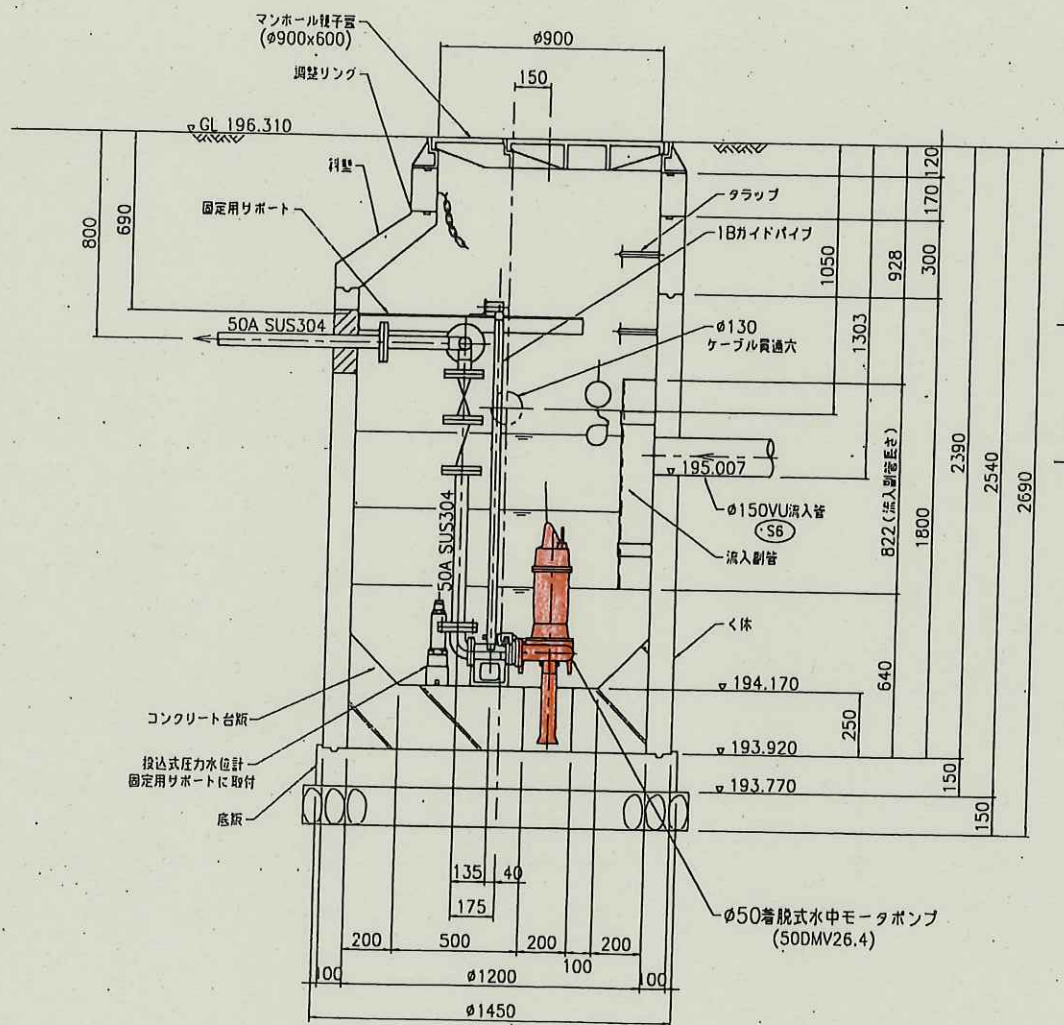 マンホール親子蓋
(φ900x600)
調整リング
φ900
150
▽ GL 196.310
斜壁
固定用サポート
タラップ
1Bガイドパイプ
800
690
50A SUS304
φ130
ケーブル貫通穴
1050
928
120
170
300
1303
195.007
φ150VU流入管
S6
流入副管
822 (流入副管長さ)
1800
2390
2540
2690
50A SUS304
く体
640
194.170
250
193.920
193.770
150
150
コンクリート台版
投込式圧力水位計
固定用サポートに取付
底版
135
40
175
φ50着脱式水中モータポンプ
(50DMV26.4)
200
500
200
200
100
100
φ1200
100
φ1450